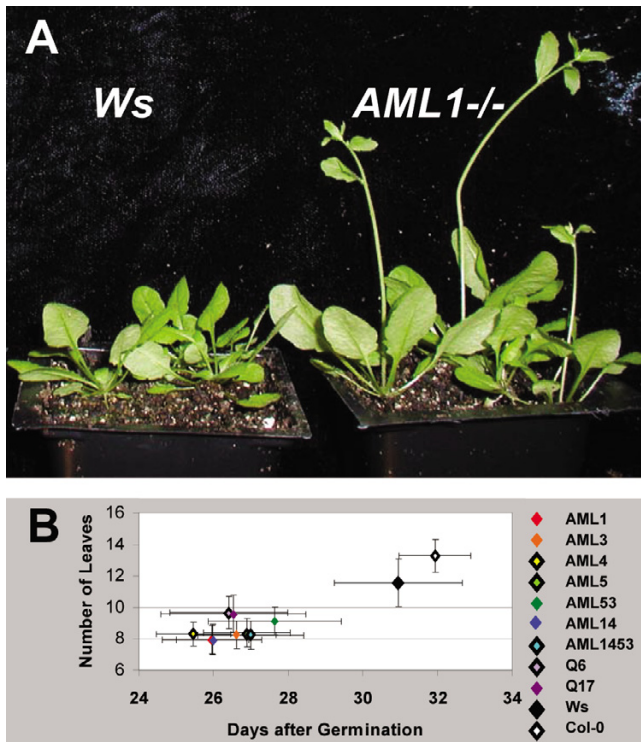 A
Ws
AML1-/-
B
Number of Leaves
16
14
12
10
8
6
24
26
28
30
32
34
Days after Germination
AML1
AML3
AML4
AML5
AML53
AML14
AML1453
Q6
Q17
Ws
Col-0